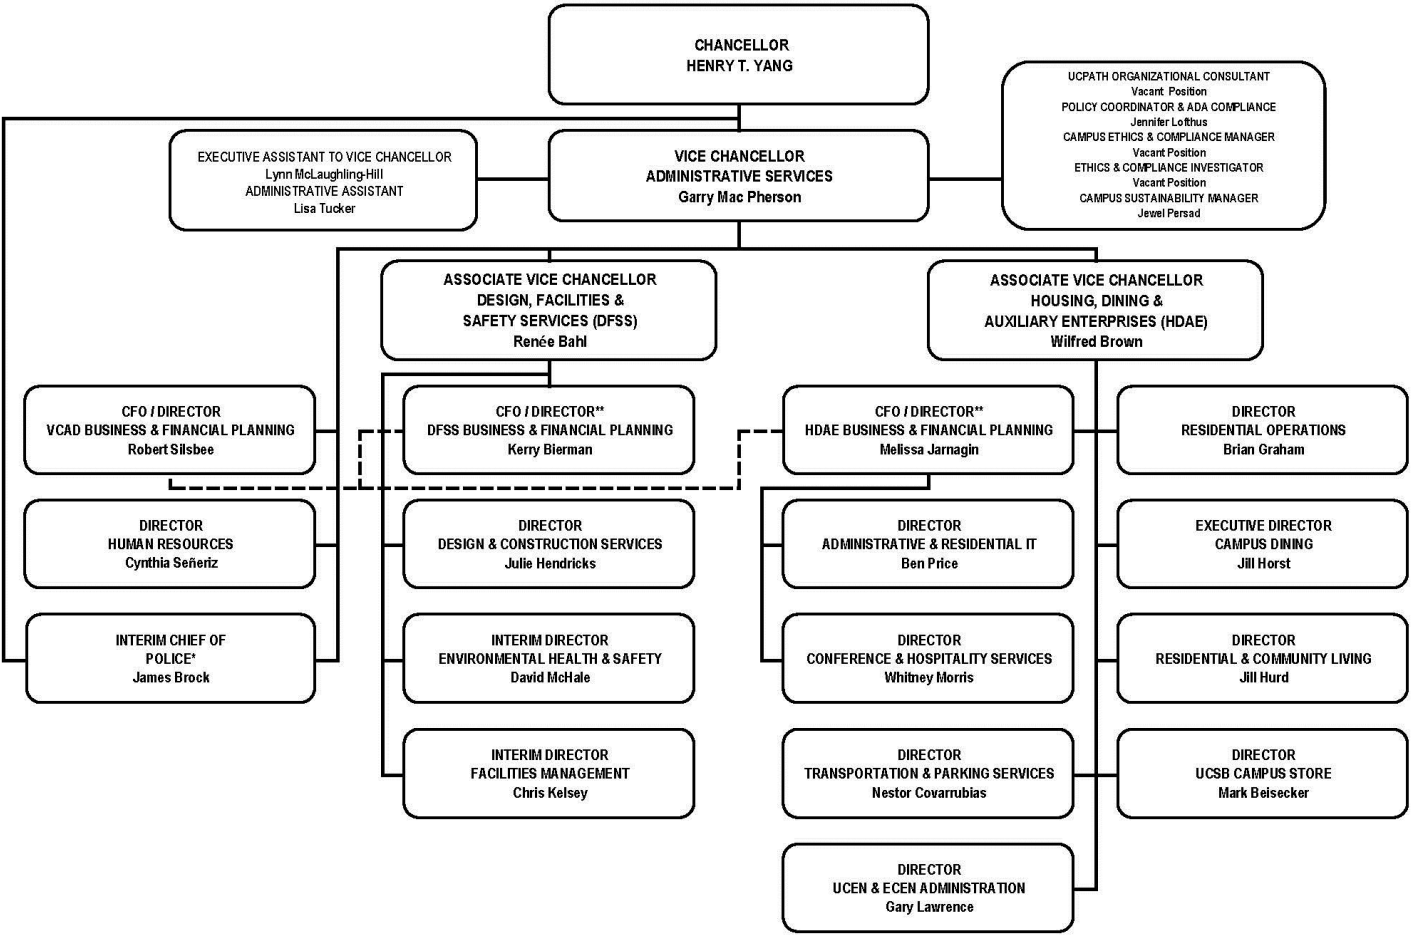 CHANCELLOR
HENRY T. YANG
UCPATH ORGANIZATIONAL CONSULTANT
Vacant Position
POLICY COORDINATOR & ADA COMPLIANCE
Jennifer Lofthus
CAMPUS ETHICS & COMPLIANCE MANAGER
Vacant Position
ETHICS & COMPLIANCE INVESTIGATOR
Vacant Position
CAMPUS SUSTAINABILITY MANAGER
Jewel Persad
EXECUTIVE ASSISTANT TO VICE CHANCELLOR
Lynn McLaughling-Hill
ADMINISTRATIVE ASSISTANT
Lisa Tucker
VICE CHANCELLOR
ADMINISTRATIVE SERVICES
Garry Mac Pherson
ASSOCIATE VICE CHANCELLOR
DESIGN, FACILITIES &
SAFETY SERVICES (DFSS)
Renée Bahl
ASSOCIATE VICE CHANCELLOR
HOUSING, DINING &
AUXILIARY ENTERPRISES (HDAE)
Wilfred Brown
CFO / DIRECTOR
VCAD BUSINESS & FINANCIAL PLANNING
Robert Silsbee
CFO / DIRECTOR**
DFSS BUSINESS & FINANCIAL PLANNING
Kerry Bierman
CFO / DIRECTOR**
HDAE BUSINESS & FINANCIAL PLANNING
Melissa Jarnagin
DIRECTOR
RESIDENTIAL OPERATIONS
Brian Graham
DIRECTOR
HUMAN RESOURCES
Cynthia Señeriz
DIRECTOR
DESIGN & CONSTRUCTION SERVICES
Julie Hendricks
DIRECTOR
ADMINISTRATIVE & RESIDENTIAL IT
Ben Price
EXECUTIVE DIRECTOR
CAMPUS DINING
Jill Horst
INTERIM CHIEF OF
POLICE*
James Brock
INTERIM DIRECTOR
ENVIRONMENTAL HEALTH & SAFETY
David McHale
DIRECTOR
CONFERENCE & HOSPITALITY SERVICES
Whitney Morris
DIRECTOR
RESIDENTIAL & COMMUNITY LIVING
Jill Hurd
INTERIM DIRECTOR
FACILITIES MANAGEMENT
Chris Kelsey
DIRECTOR
TRANSPORTATION & PARKING SERVICES
Nestor Covarrubias
DIRECTOR
UCSB CAMPUS STORE
Mark Beisecker
DIRECTOR
UCEN & ECEN ADMINISTRATION
Gary Lawrence